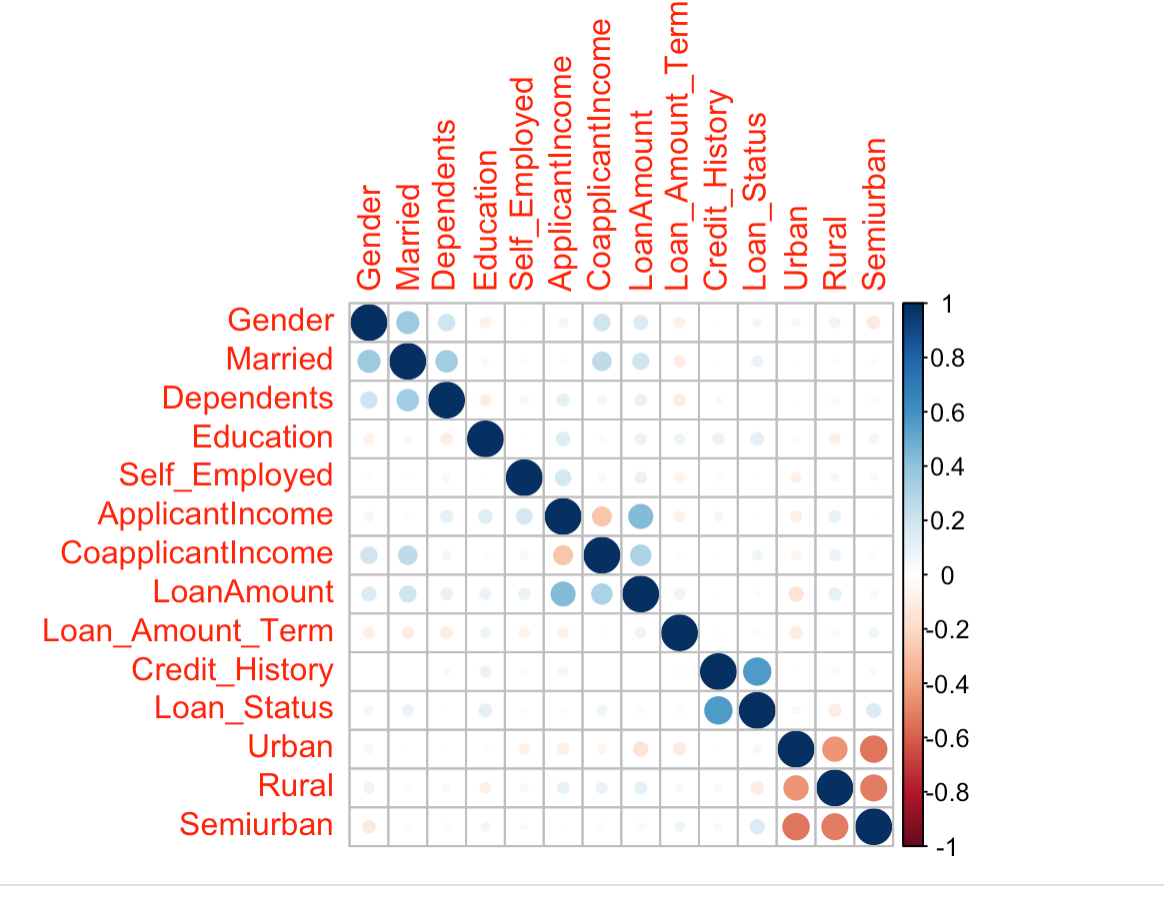 Gender
Married
Dependents
Education
Self_Employed
ApplicantIncome
CoapplicantIncome
LoanAmount
Loan_Amount_Term
Credit_History
Loan_Status
Urban
Rural
Semiurban
Gender
Married
Dependents
Education
Self_Employed
ApplicantIncome
CoapplicantIncome
LoanAmount
Loan_Amount_Term
Credit_History
Loan_Status
Urban
Rural
Semiurban
1
0.8
0.6
0.4
0.2
0
-0.2
-0.4
-0.6
-0.8
-1